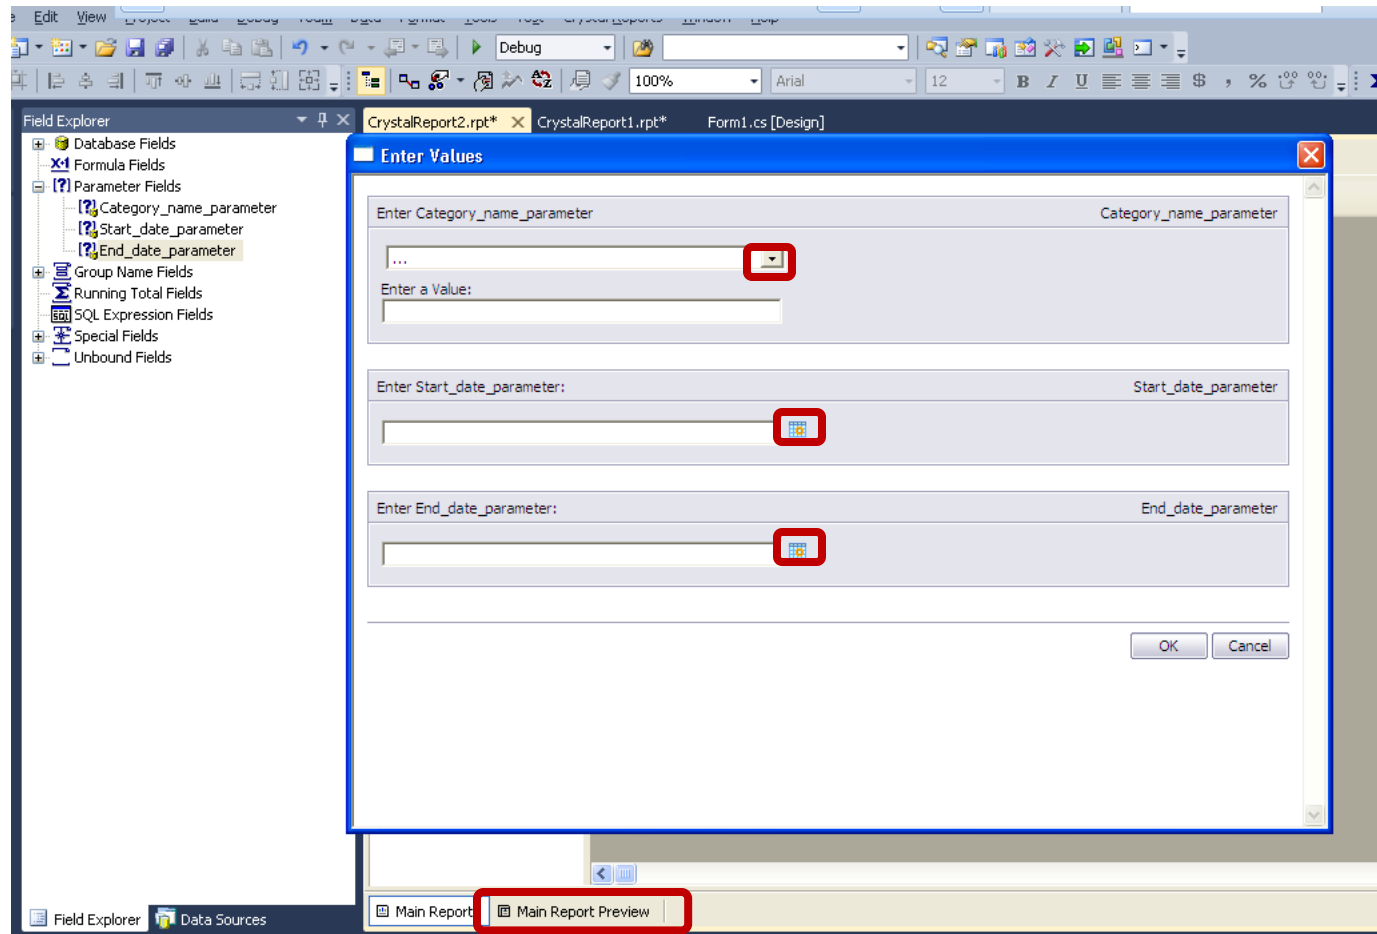 Edit View
Debug
100% Arial 12 B I U $ , %
Field Explorer
CrystalReport2.rpt* CrystalReport1.rpt* Form1.cs [Design]
Database Fields
Formula Fields
Parameter Fields
Category_name_parameter
Start_date_parameter
End_date_parameter
Group Name Fields
Running Total Fields
SQL Expression Fields
Special Fields
Unbound Fields
Enter Values
Enter Category_name_parameter Category_name_parameter
...
Enter a Value:
Enter Start_date_parameter: Start_date_parameter
Enter End_date_parameter: End_date_parameter
OK Cancel
Main Report Main Report Preview
Field Explorer Data Sources